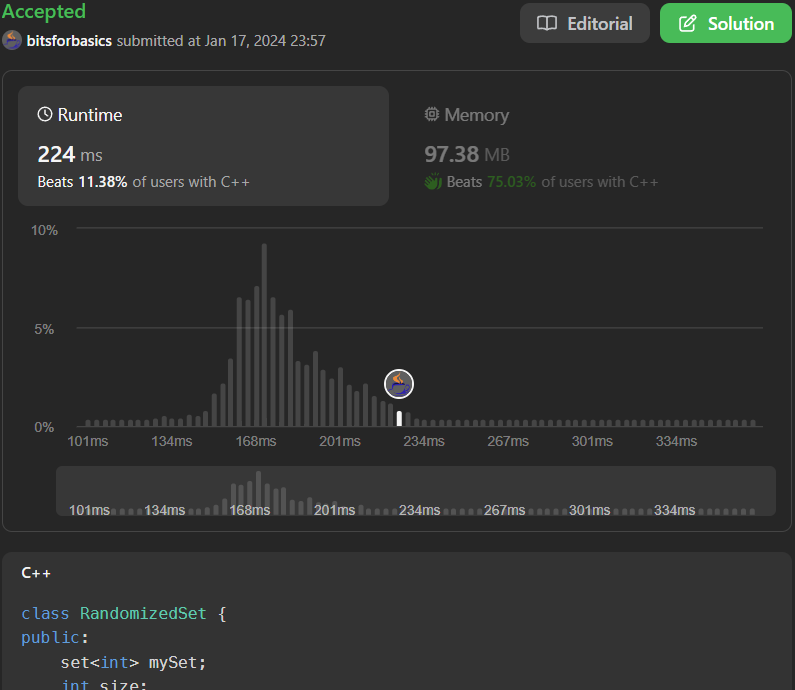 Accepted
Editorial
Solution
bitsforbasics submitted at Jan 17, 2024 23:57
Runtime
Memory
224 ms
97.38 MB
Beats 11.38% of users with C++
Beats 75.03% of users with C++
10%
5%
0%
101ms 134ms 168ms 201ms 234ms 267ms 301ms 334ms
101ms 134ms 168ms 201ms 234ms 267ms 301ms 334ms
C++
class RandomizedSet {
public:
set<int> mySet;
int size;